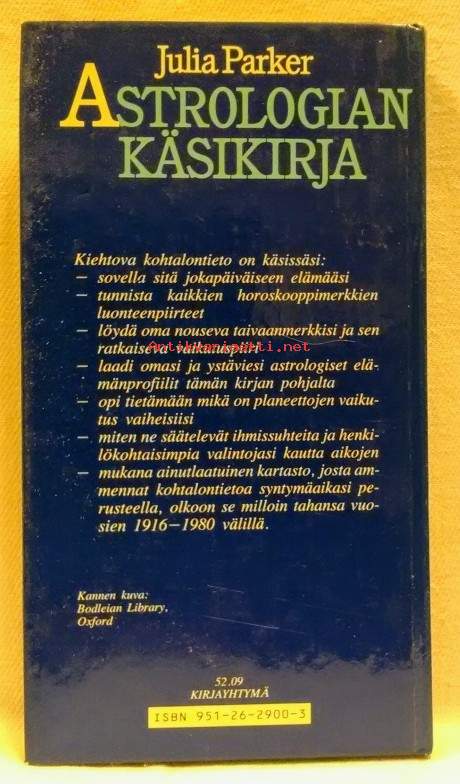 Julia Parker
ASTROLOGIAN
KÄSIKIRJA
Kiehtova kohtalontieto on käsissäsi:
— sovella sitä jokapäiväiseen elämääsi
— tunnista kaikkien horoskooppimerkkien
luonteenpiirteet
— löydä oma nouseva taivaanmerkkisi ja sen
ratkaiseva vaikutuspiiri
Antikvariaatti.net
— laadi omasi ja ystäviesi astrologiset elä-
mänprofiilit tämän kirjan pohjalta
— opi tietämään mikä on planeettojen vaiku-
tus vaiheisiisi
— miten ne säätelevät ihmissuhteita ja henki-
lökohtaisimpia valintojasi kautta aikojen
— mukana ainutlaatuinen kartasto, josta am-
mennat kohtalontietoa syntymäaikasi pe-
rusteella, olkoon se milloin tahansa vuo-
sien 1916—1980 välillä.
Kannen kuva:
Bodleian Library,
Oxford
52.09
KIRJAYHTYMÄ
ISBN 951-26-2900-3